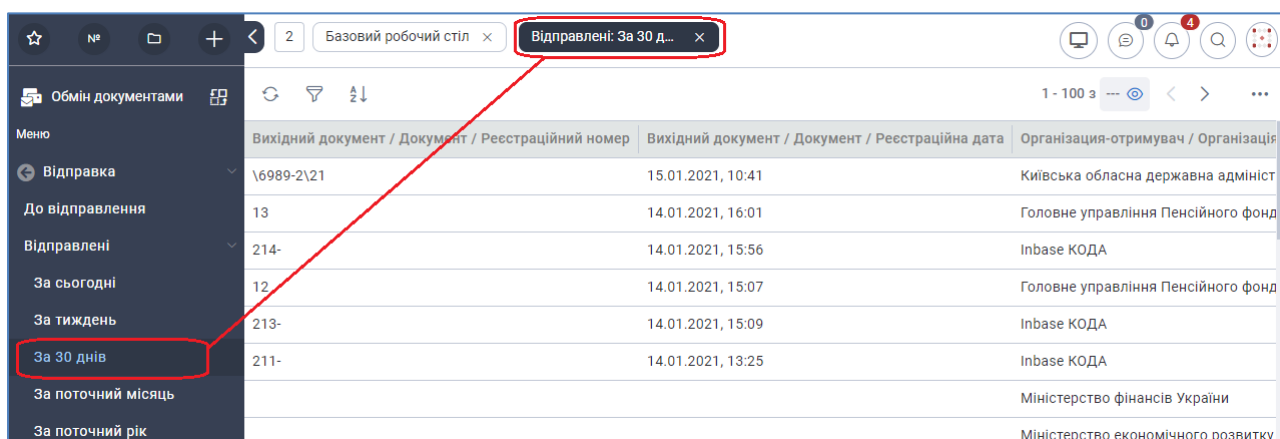 № 2 Базовий робочий стіл × Відправлені: За 30 д... × 0 4
Обмін документами 1 - 100 з --- ...
Меню Вихідний документ / Документ / Реєстраційний номер Вихідний документ / Документ / Реєстраційна дата Організація-отримувач / Організація
Відправка \6989-2\21 15.01.2021, 10:41 Київська обласна державна адмініст
До відправлення 13 14.01.2021, 16:01 Головне управління Пенсійного фонд
Відправлені 214- 14.01.2021, 15:56 Inbase КОДА
За сьогодні 12 14.01.2021, 15:07 Головне управління Пенсійного фонд
За тиждень 213- 14.01.2021, 15:09 Inbase КОДА
За 30 днів 211- 14.01.2021, 13:25 Inbase КОДА
За поточний місяць Міністерство фінансів України
За поточний рік Міністерство економічного розвитку